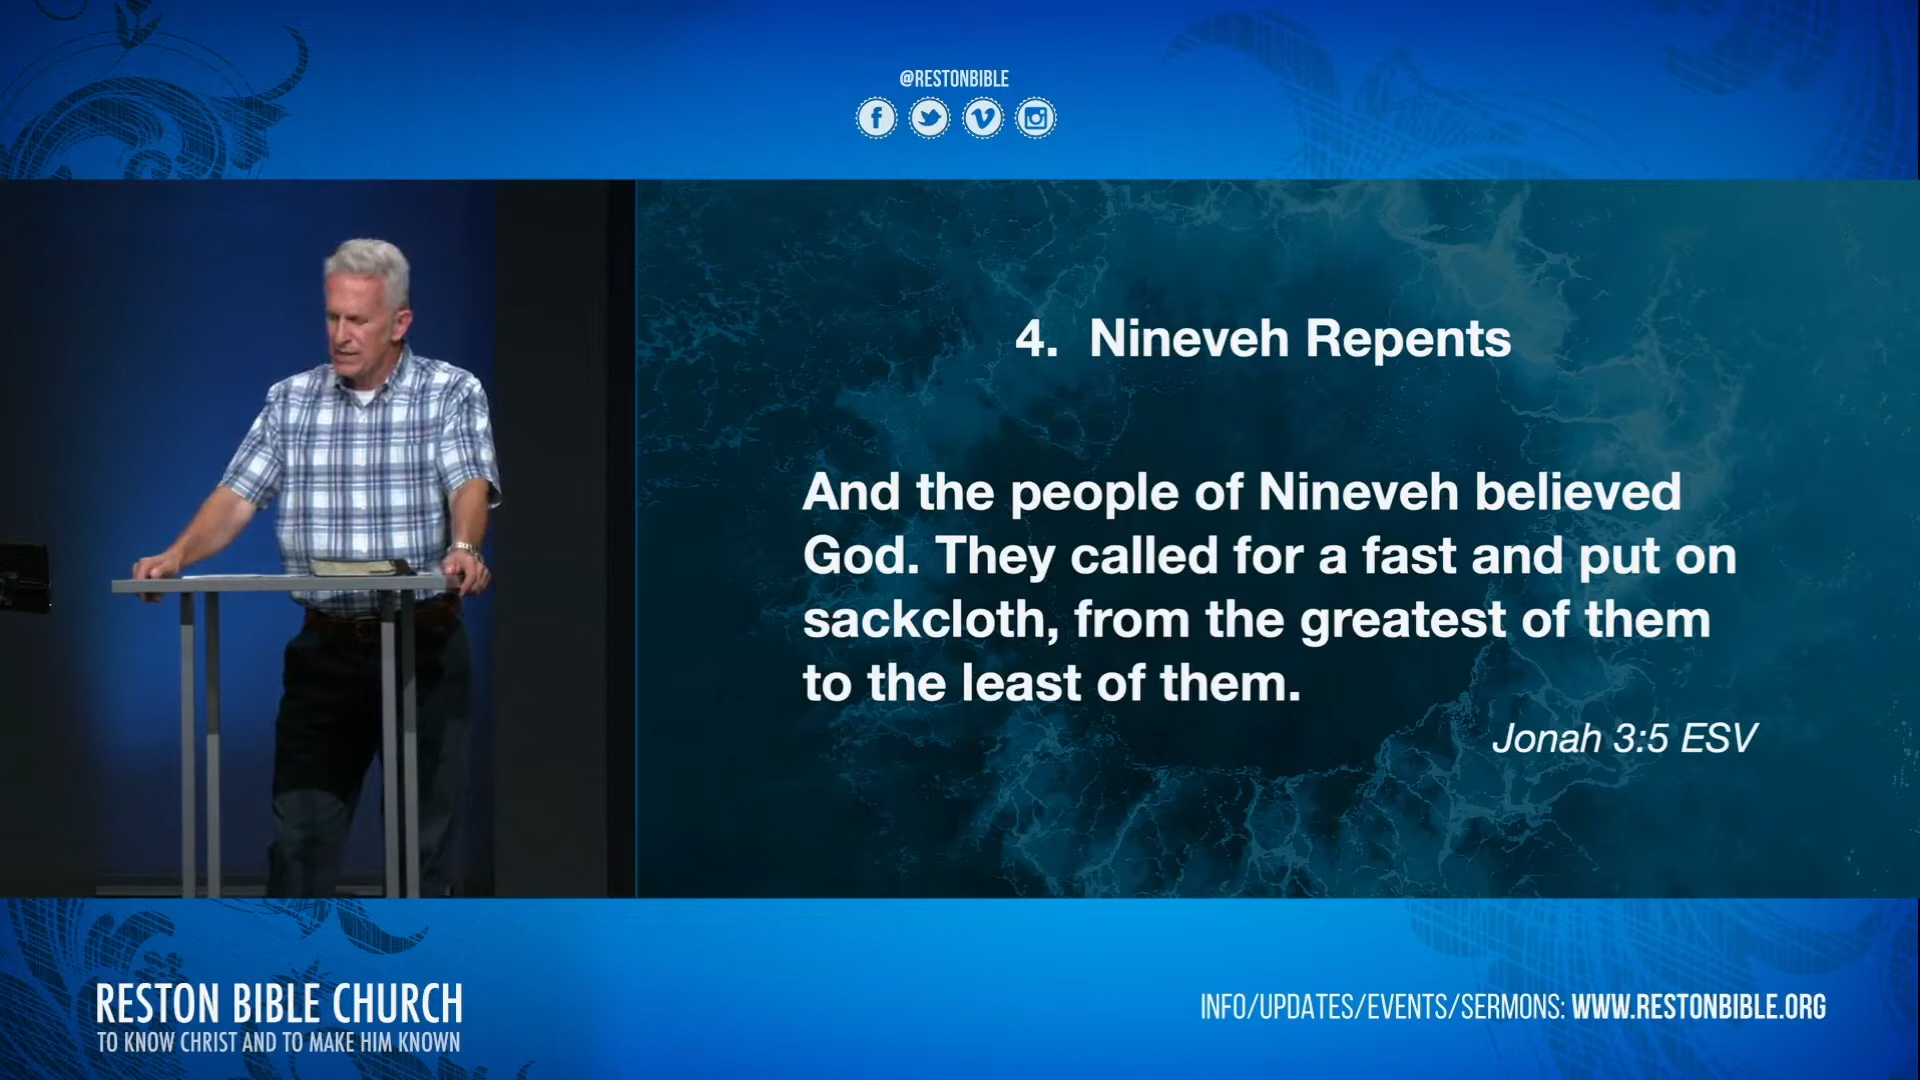 @RESTONBIBLE
4. Nineveh Repents
And the people of Nineveh believed
God. They called for a fast and put on
sackcloth, from the greatest of them
to the least of them.
Jonah 3:5 ESV
RESTON BIBLE CHURCH
TO KNOW CHRIST AND TO MAKE HIM KNOWN
INFO/UPDATES/EVENTS/SERMONS: WWW.RESTONBIBLE.ORG